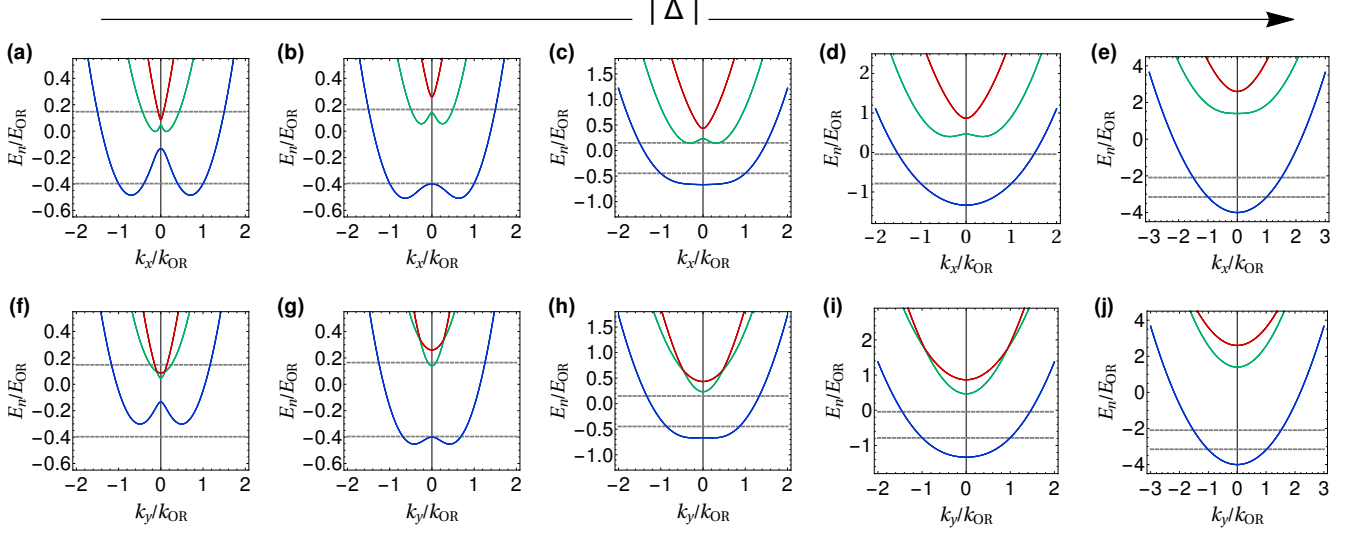 | Δ |
(a) (b) (c) (d) (e)
E_n/E_OR 0.4 0.2 0.0 −0.2 −0.4 −0.6
0.4 0.2 0.0 −0.2 −0.4 −0.6
1.5 1.0 0.5 0.0 −0.5 −1.0
2 1 0 −1
4 2 0 −2 −4
−2 −1 0 1 2 −2 −1 0 1 2 −2 −1 0 1 2 −2 −1 0 1 2 −3 −2 −1 0 1 2 3
k_x/k_OR k_x/k_OR k_x/k_OR k_x/k_OR k_x/k_OR
(f) (g) (h) (i) (j)
E_n/E_OR 0.4 0.2 0.0 −0.2 −0.4 −0.6
E_n/E_OR 0.4 0.2 0.0 −0.2 −0.4 −0.6
E_n/E_OR 1.5 1.0 0.5 0.0 −0.5 −1.0
E_n/E_OR 2 1 0 −1
E_n/E_OR 4 2 0 −2 −4
−2 −1 0 1 2 −2 −1 0 1 2 −2 −1 0 1 2 −2 −1 0 1 2 −3 −2 −1 0 1 2 3
k_y/k_OR k_y/k_OR k_y/k_OR k_y/k_OR k_y/k_OR